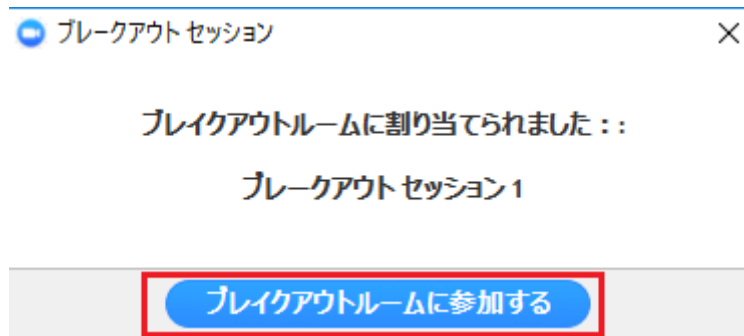 ブレークアウト セッション
ブレイクアウトルームに割り当てられました：:
ブレークアウト セッション 1
ブレイクアウトルームに参加する